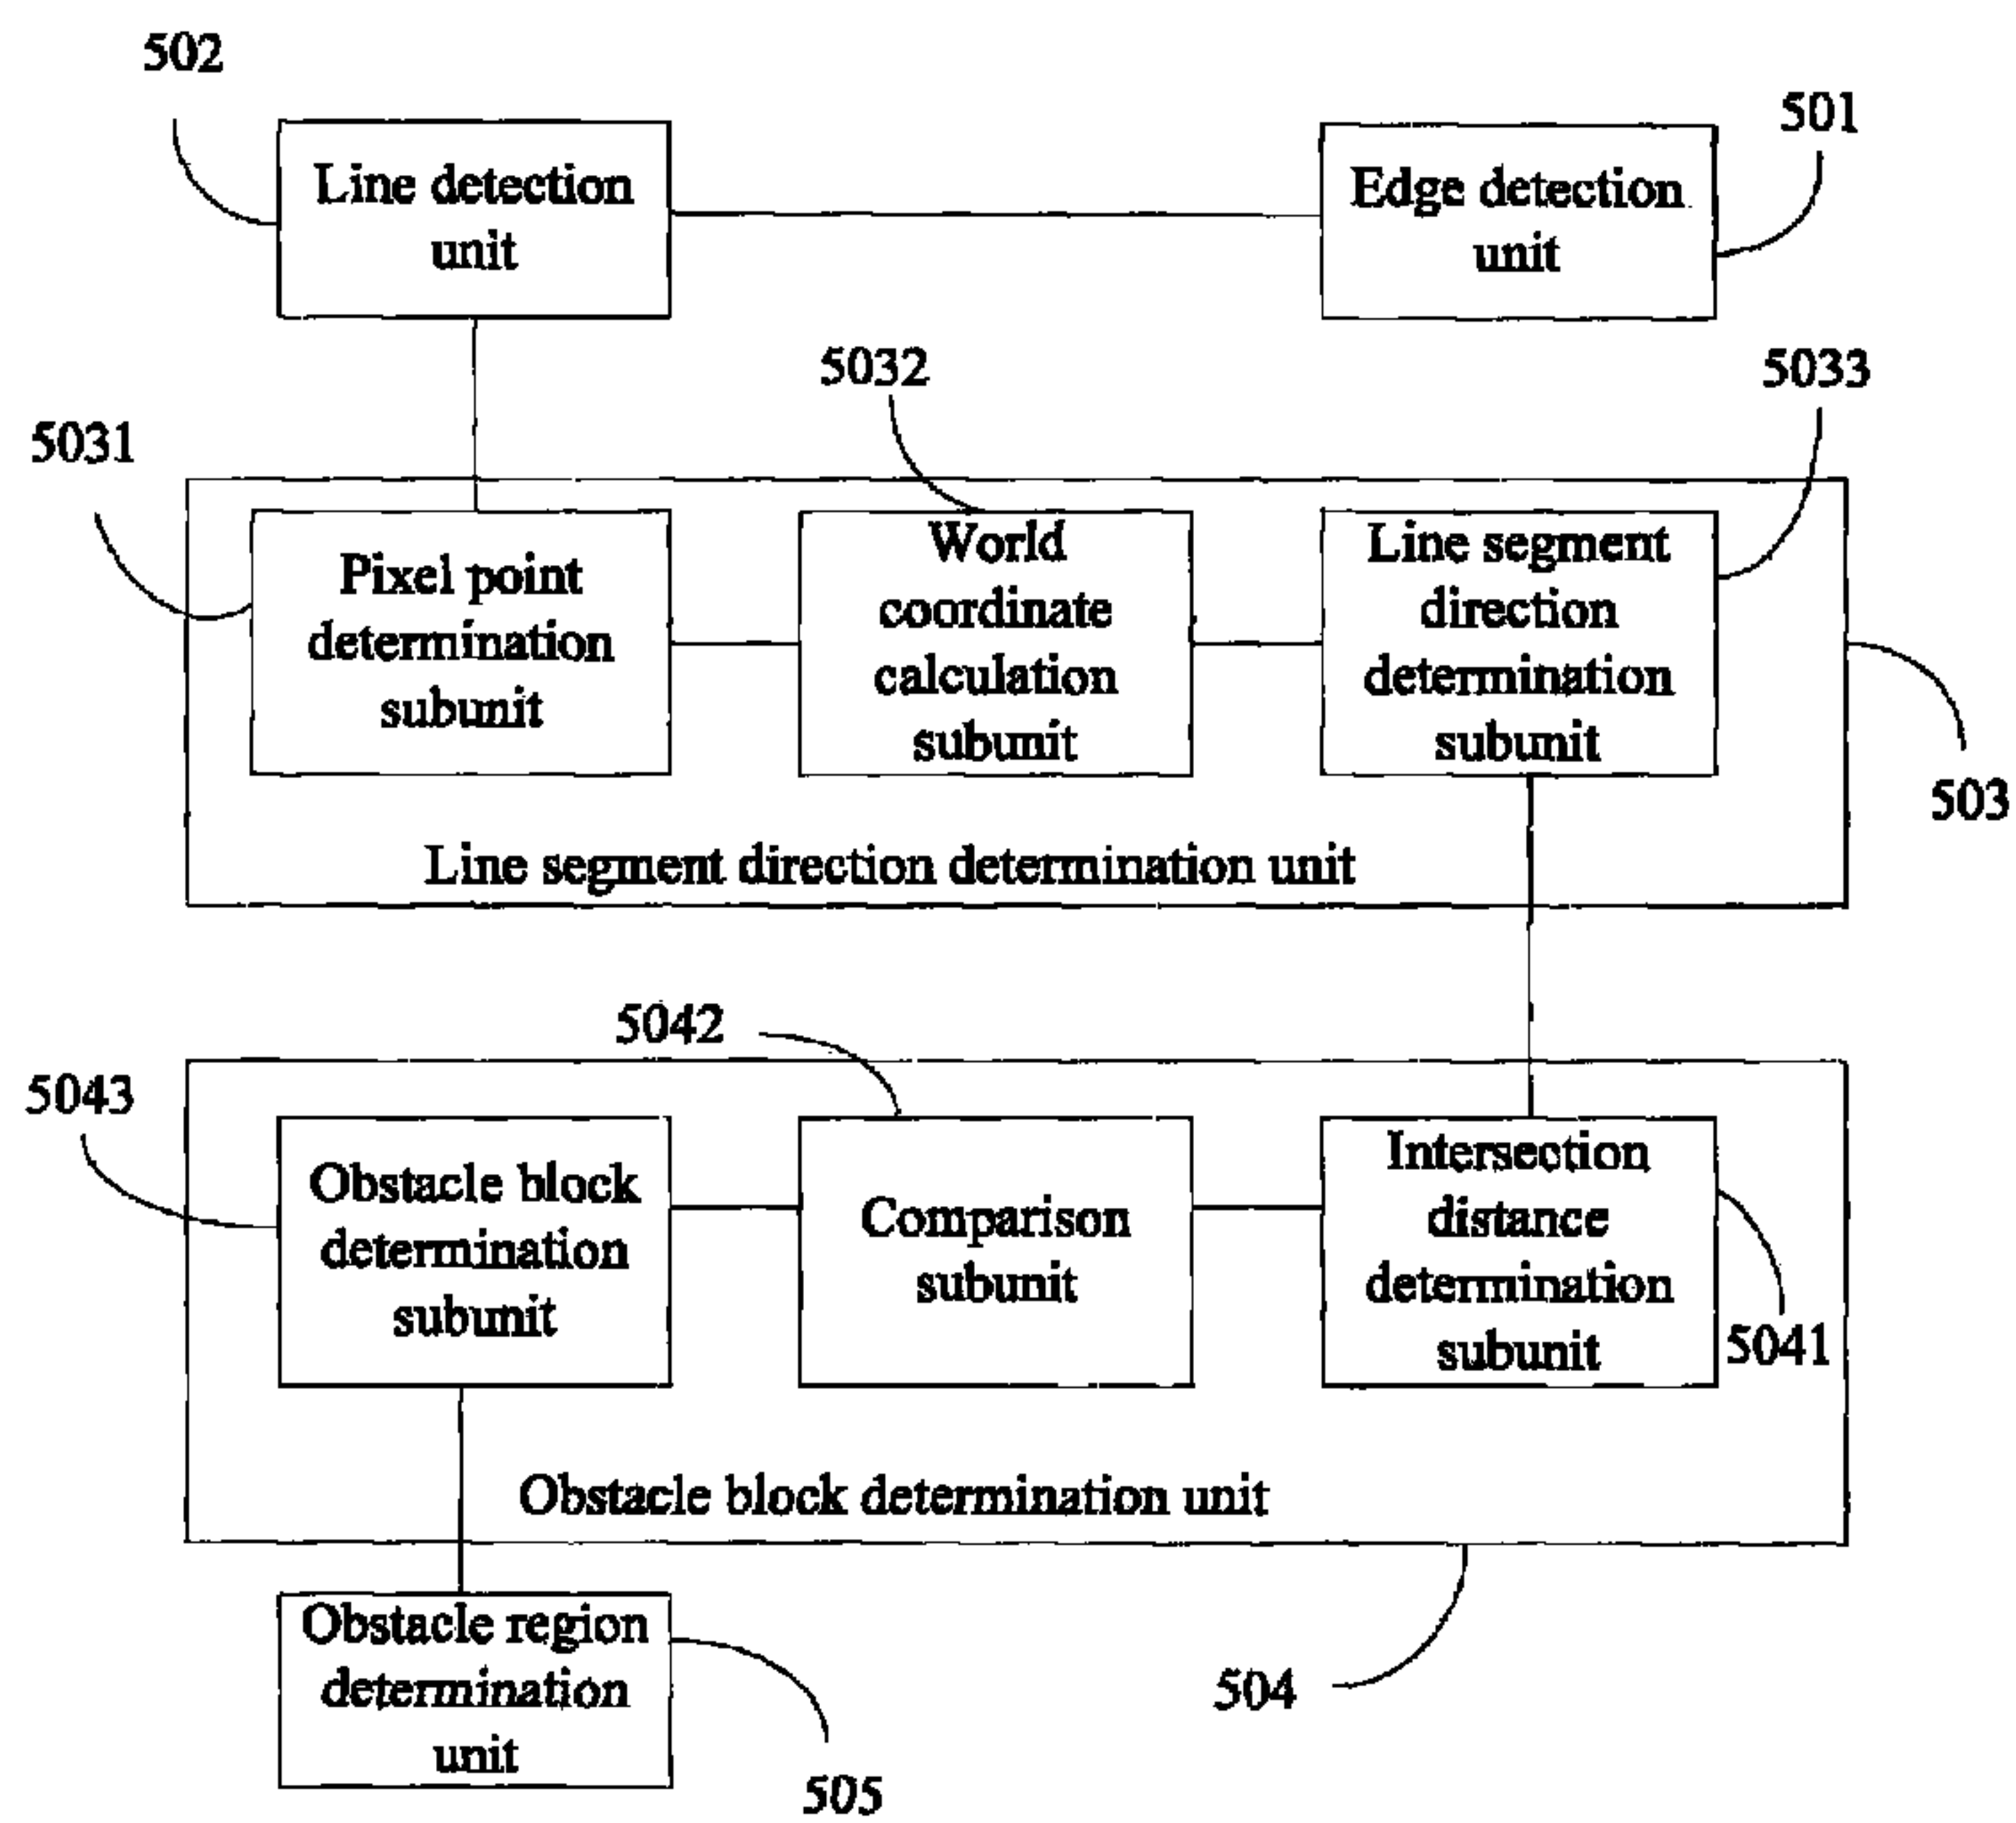 502
501
Line detection
unit
Edge detection
unit
5032
5033
5031
Pixel point
determination
subunit
World
coordinate
calculation
subunit
Line segment
direction
determination
subunit
503
Line segment direction determination unit
5042
5043
Obstacle block
determination
subunit
Comparison
subunit
Intersection
distance
determination
subunit
5041
Obstacle block determination unit
Obstacle region
determination
unit
504
505